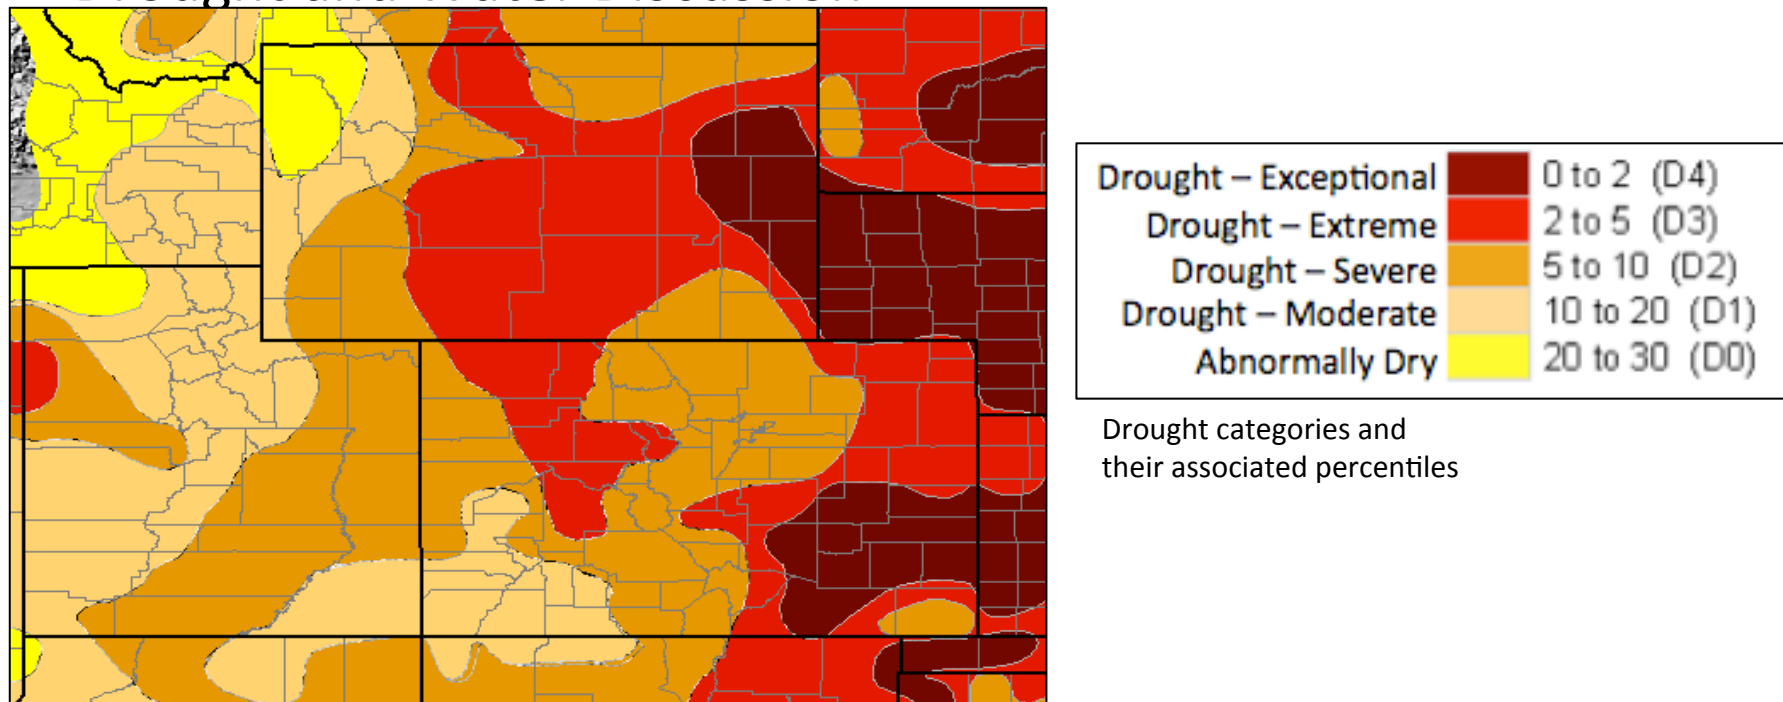 Drought – Exceptional 0 to 2 (D4)
Drought – Extreme 2 to 5 (D3)
Drought – Severe 5 to 10 (D2)
Drought – Moderate 10 to 20 (D1)
Abnormally Dry 20 to 30 (D0)
Drought categories and
their associated percentiles